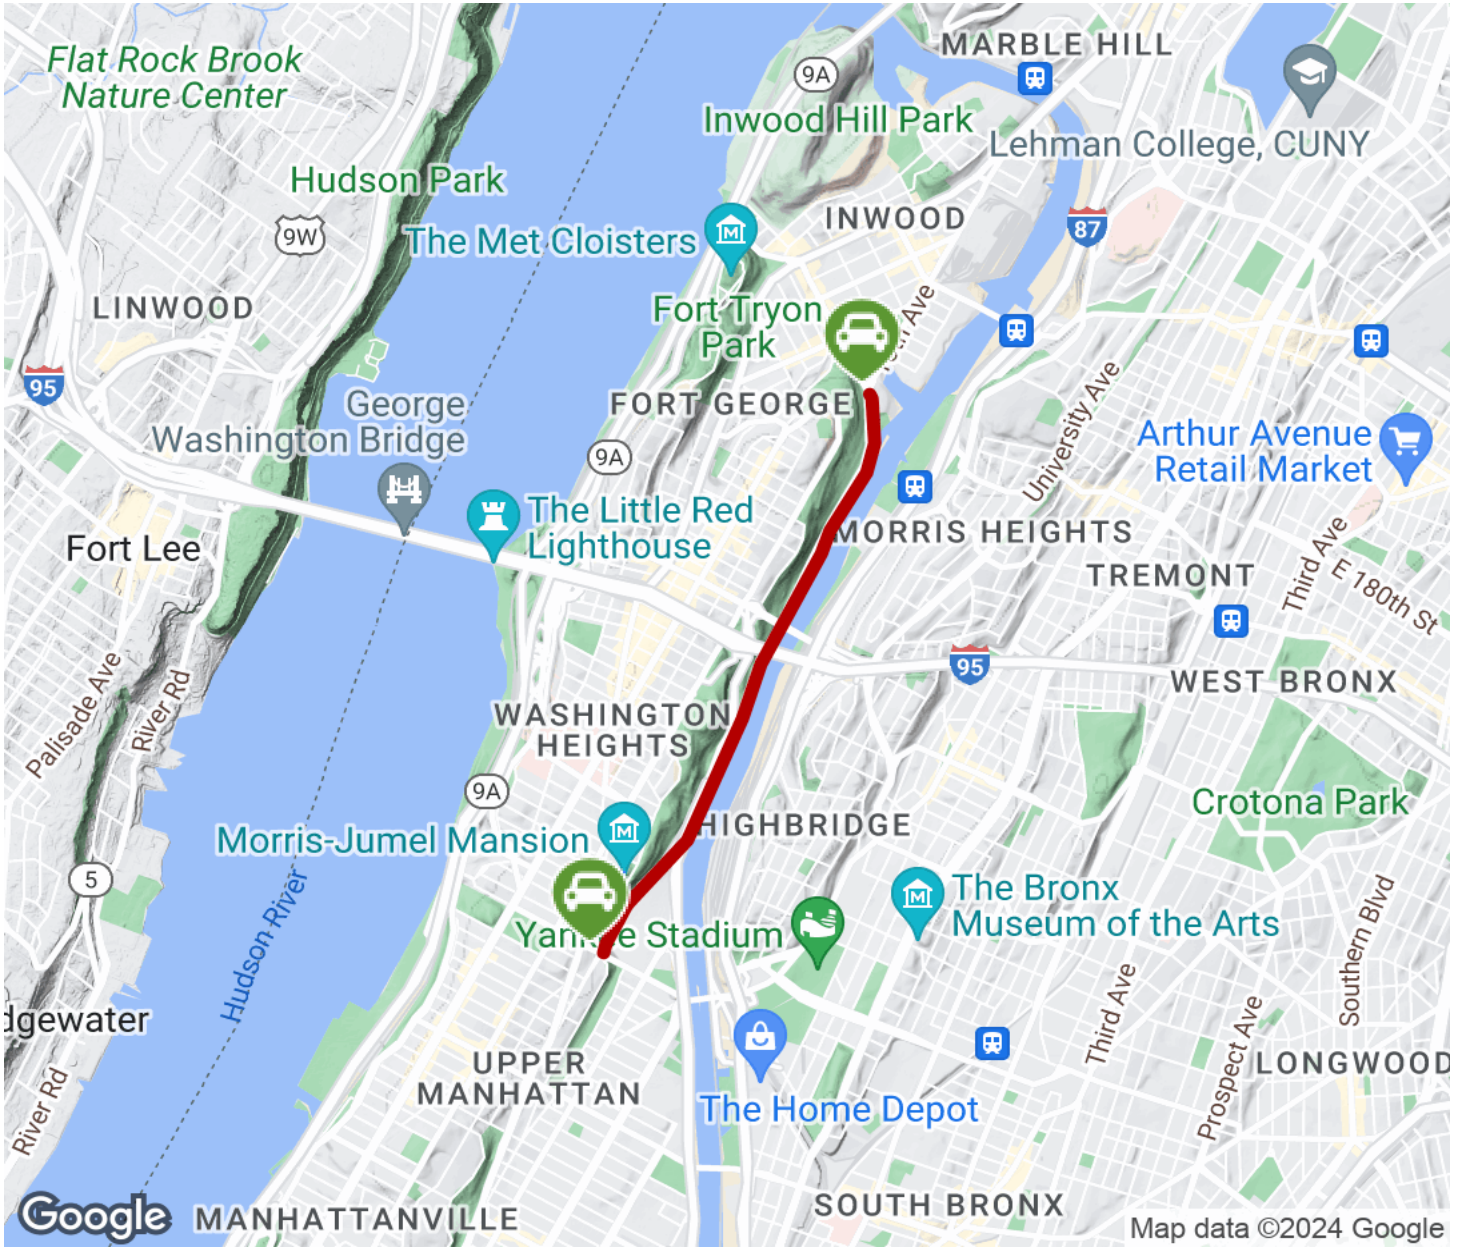 MARBLE HILL
9A
Flat Rock Brook
Nature Center
Inwood Hill Park
Lehman College, CUNY
Hudson Park
INWOOD
87
9W
The Met Cloisters
M
LINWOOD
Fort Tryon
Park
Ave
95
FORT GEORGE
George
Washington Bridge
University Ave
Arthur Avenue
Retail Market
9A
The Little Red
Lighthouse
MORRIS HEIGHTS
Fort Lee
TREMONT
Third Ave
E 180th St
95
WEST BRONX
Palisade Ave
River Rd
WASHINGTON
HEIGHTS
9A
Crotona Park
HIGHBRIDGE
Morris-Jumel Mansion
M
5
The Bronx
Museum of the Arts
M
Yankee Stadium
Southern Blvd
Hudson River
dgewater
Third Ave
Prospect Ave
UPPER
MANHATTAN
LONGWOOD
River Rd
The Home Depot
SOUTH BRONX
Google
MANHATTANVILLE
Map data ©2024 Google